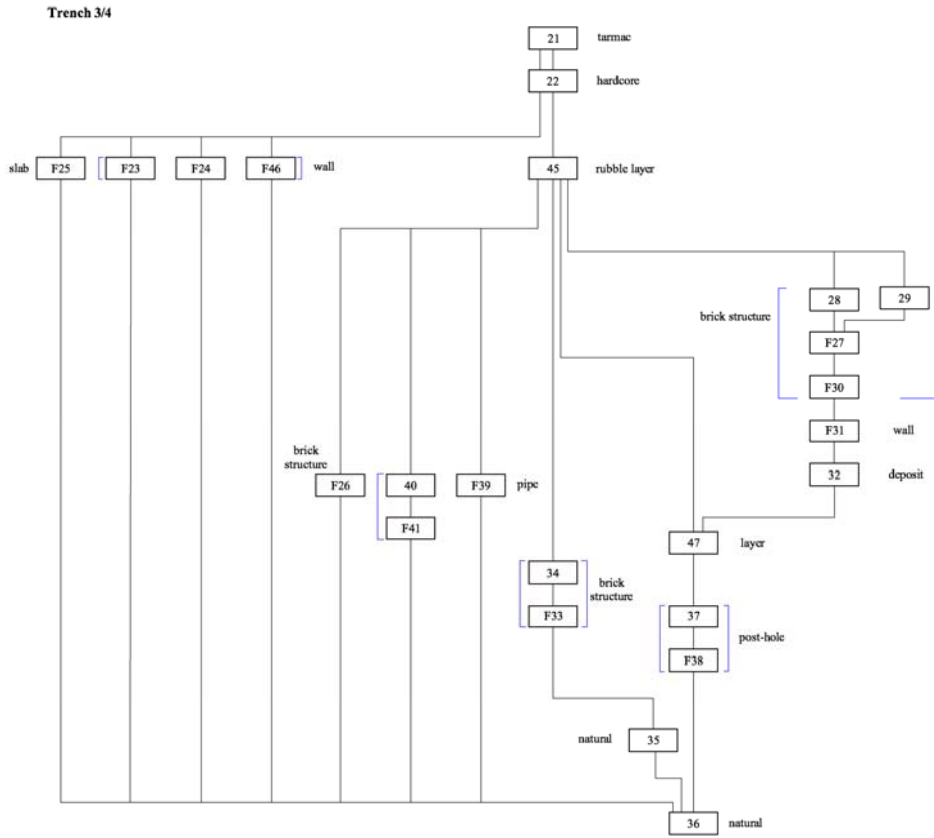 Trench 3/4
21 tarmac
22 hardcore
slab F25 F23 F24 F46 wall 45 rubble layer
28 29
brick structure
F27
F30
F31 wall
brick
structure
32 deposit
F26 40 F39 pipe
F41
47 layer
34 brick
structure
F33 37
post-hole
F38
natural 35
36 natural